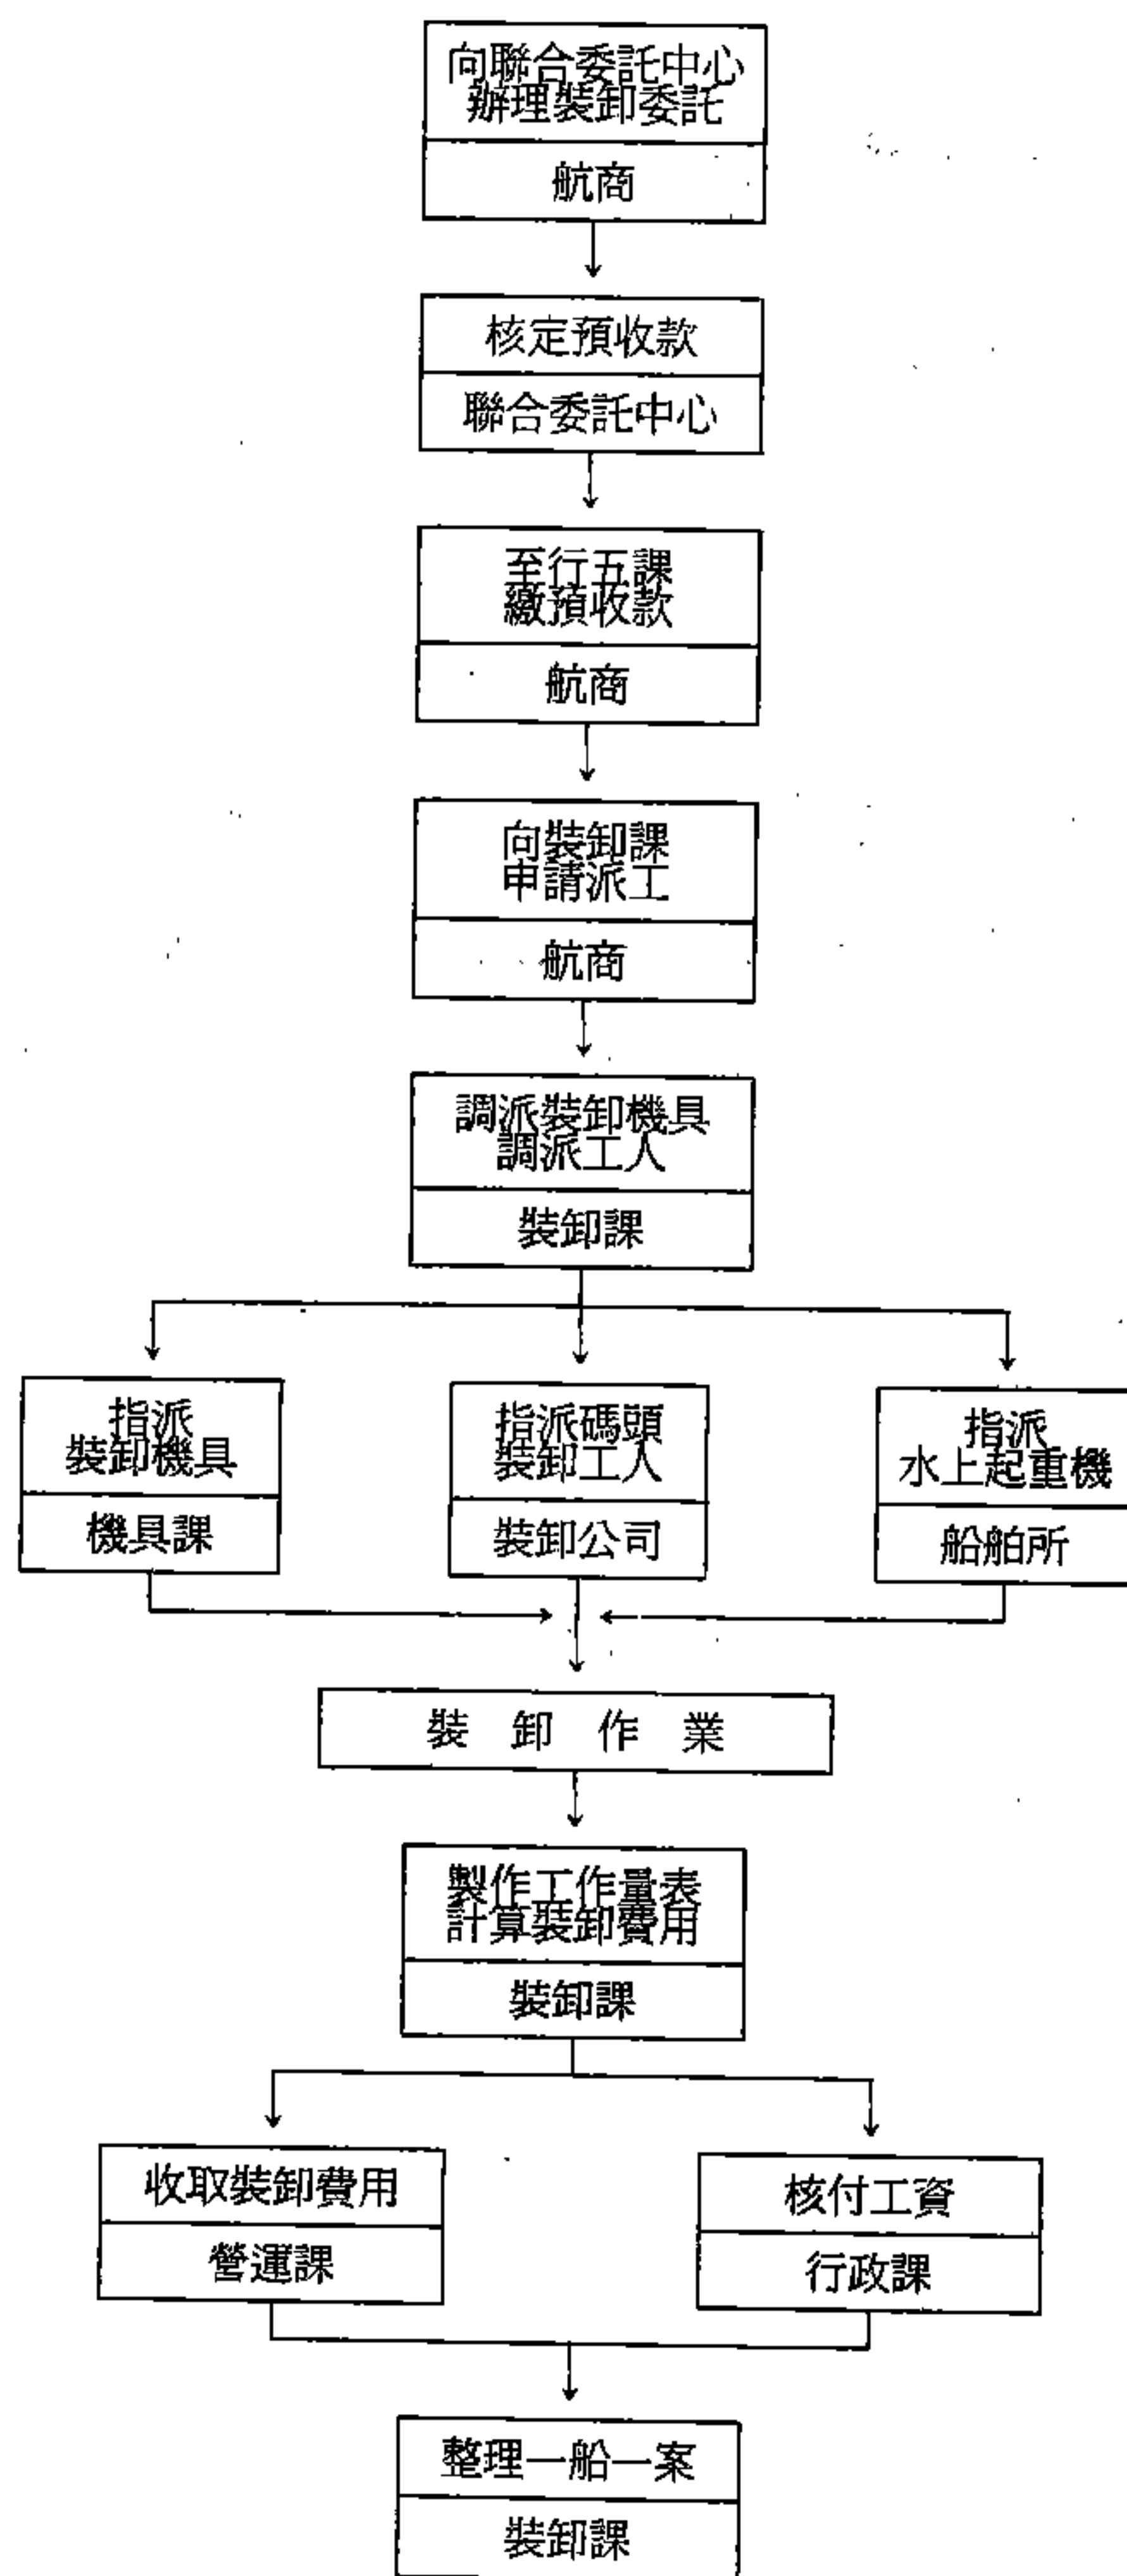 向聯合委託中心
辦理裝卸委託
航商
核定預收款
聯合委託中心
至行五課
繳預收款
航商
向裝卸課
申請派工
航商
調派裝卸機具
調派工人
裝卸課
指派
裝卸機具
機具課
指派碼頭
裝卸工人
裝卸公司
指派
水上起重機
船舶所
裝 卸 作 業
製作工作量表
計算裝卸費用
裝卸課
收取裝卸費用
營運課
核付工資
行政課
整理一船一案
裝卸課